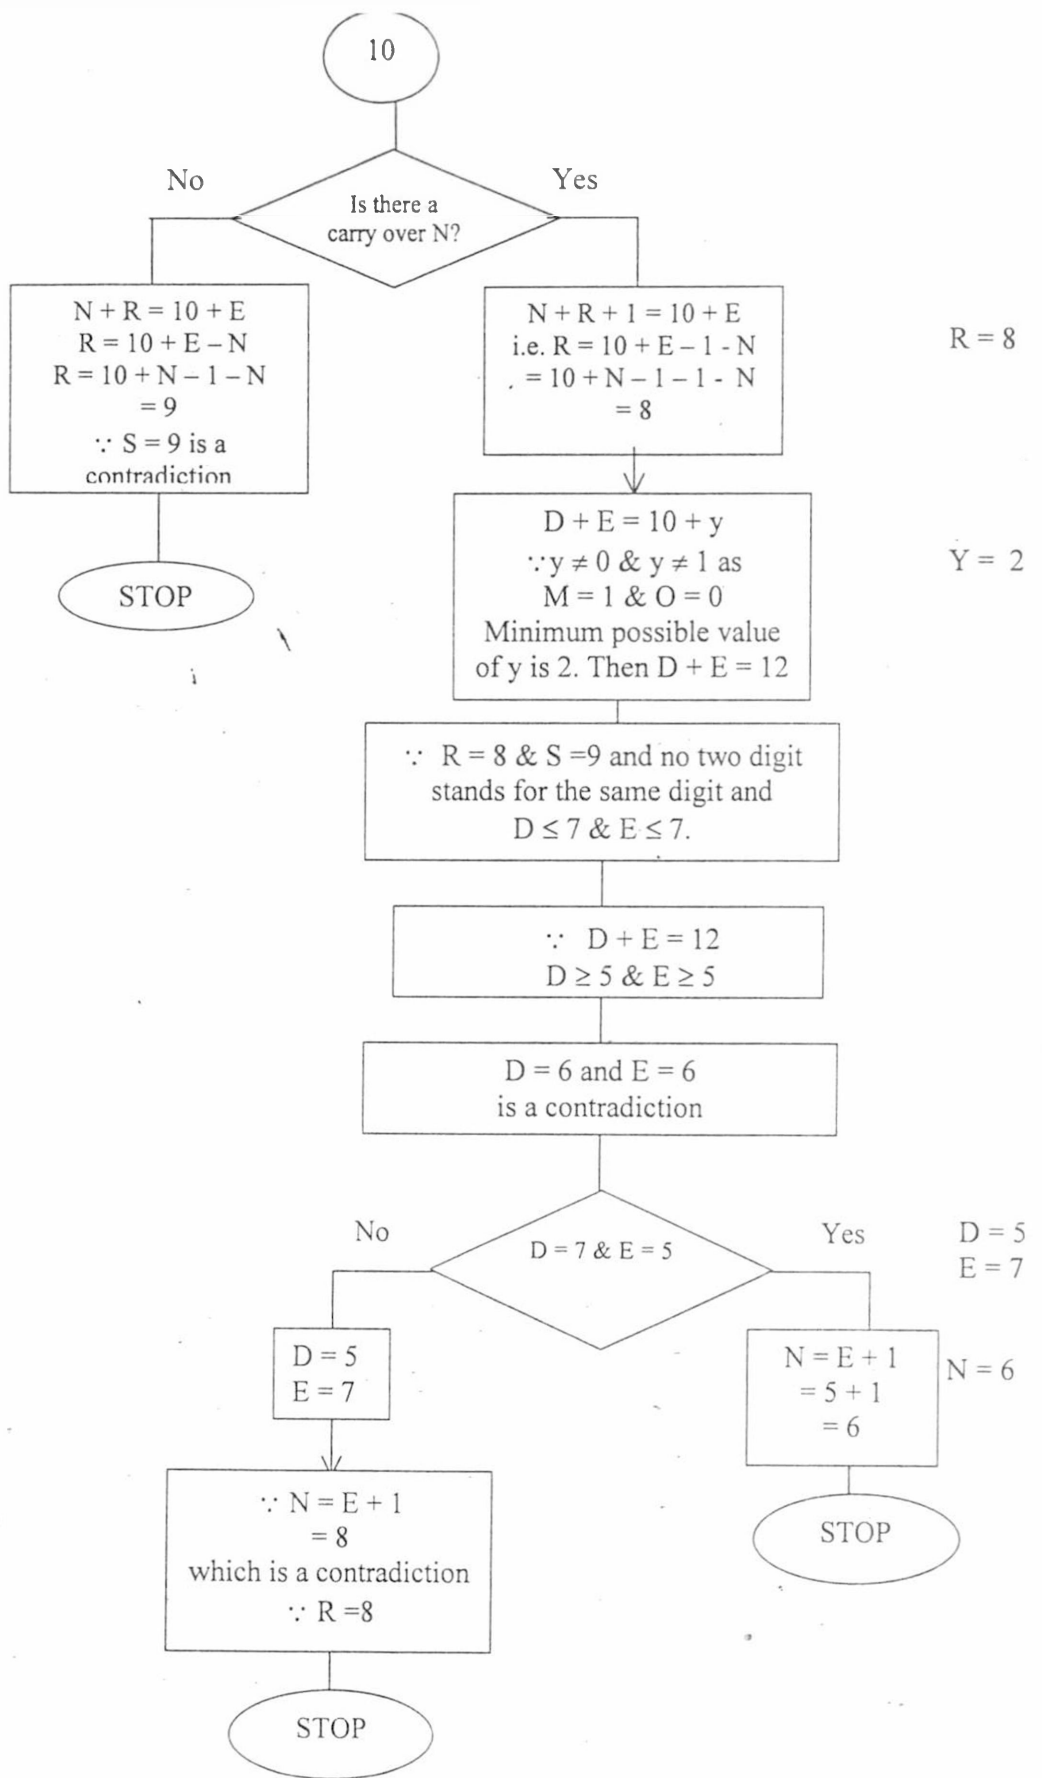 10
No
Yes
Is there a
carry over N?
N + R = 10 + E
R = 10 + E – N
R = 10 + N – 1 – N
= 9
∵ S = 9 is a
contradiction
STOP
N + R + 1 = 10 + E
i.e. R = 10 + E – 1 - N
= 10 + N – 1 – 1 - N
= 8
R = 8
D + E = 10 + y
∵ y ≠ 0 & y ≠ 1 as
M = 1 & O = 0
Minimum possible value
of y is 2. Then D + E = 12
Y = 2
∵ R = 8 & S =9 and no two digit
stands for the same digit and
D ≤ 7 & E ≤ 7.
∵ D + E = 12
D ≥ 5 & E ≥ 5
D = 6 and E = 6
is a contradiction
No
D = 7 & E = 5
Yes
D = 5
E = 7
D = 5
E = 7
N = E + 1
= 5 + 1
= 6
N = 6
∵ N = E + 1
= 8
which is a contradiction
∵ R =8
STOP
STOP